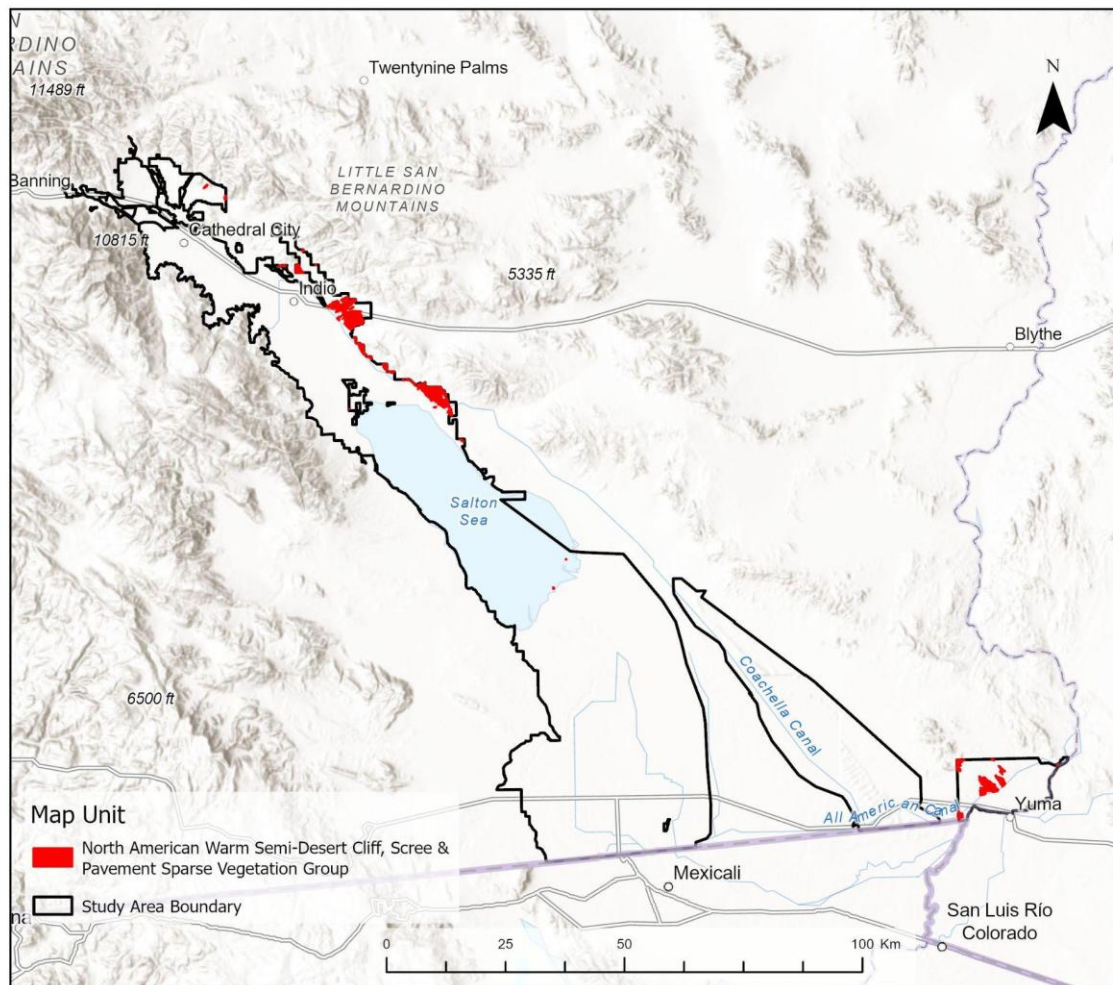 N
RDINO
AINS
11489 ft
Twentynine Palms
N
LITTLE SAN
BERNARDINO
MOUNTAINS
Banning
10815 ft
Cathedral City
5335 ft
Indio
Blythe
Salton
Sea
6500 ft
Coachella Canal
All American Canal
Yuma
Map Unit
North American Warm Semi-Desert Cliff, Scree &
Pavement Sparse Vegetation Group
Study Area Boundary
Mexicali
na
San Luis Río
Colorado
0 25 50 100 Km